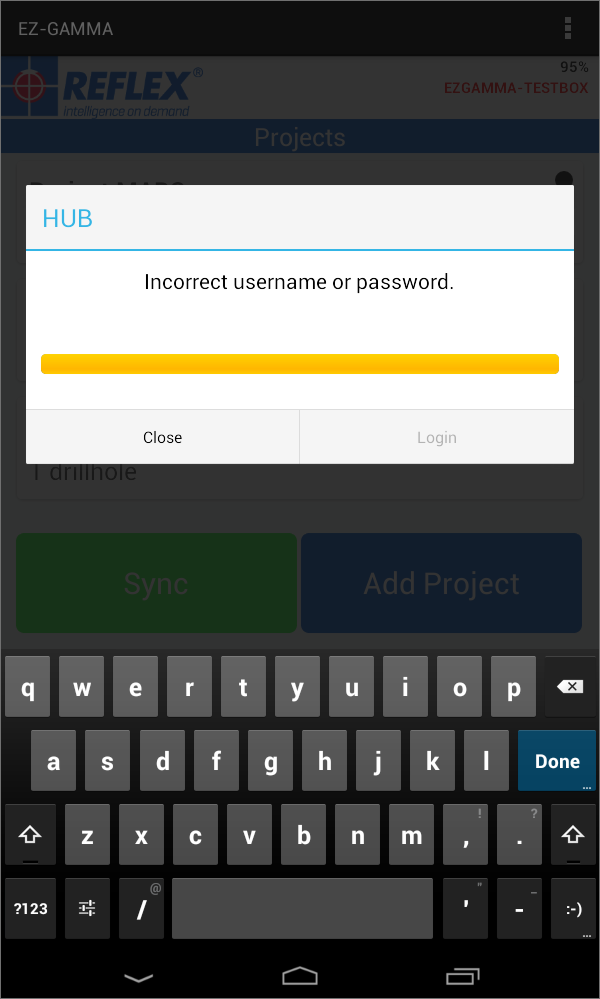 EZ-GAMMA
95%
REFLEX®
EZGAMMA-TESTBOX
Intelligence on demand
Projects
HUB
Incorrect username or password.
Close
Login
1 drillhole
Sync
Add Project
q w e r t y u i o p
a s d f g h j k l Done
...
! ?
z x c v b n m , .
@ " _
?123 / ' - :-)
...